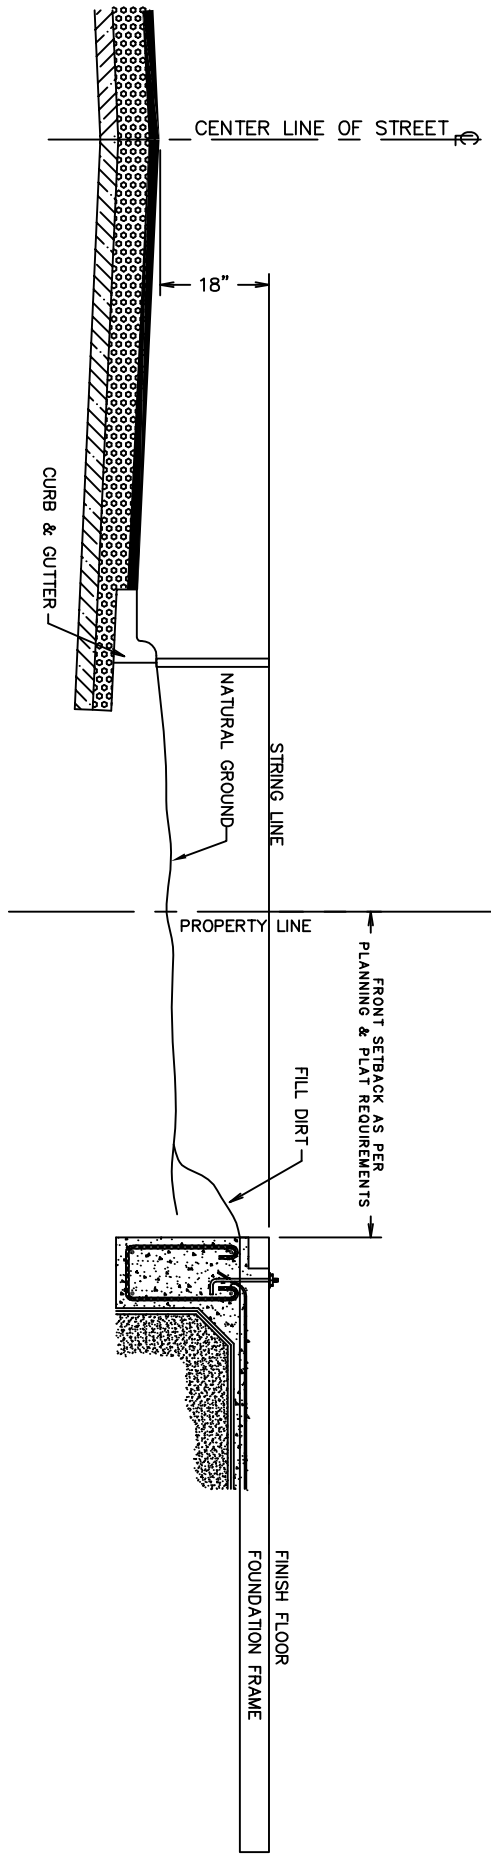 CENTER LINE OF STREET ℄
18"
CURB & GUTTER
NATURAL GROUND
STRING LINE
PROPERTY LINE
FRONT SETBACK AS PER
PLANNING & PLAT REQUIREMENTS
FILL DIRT
FINISH FLOOR
FOUNDATION FRAME